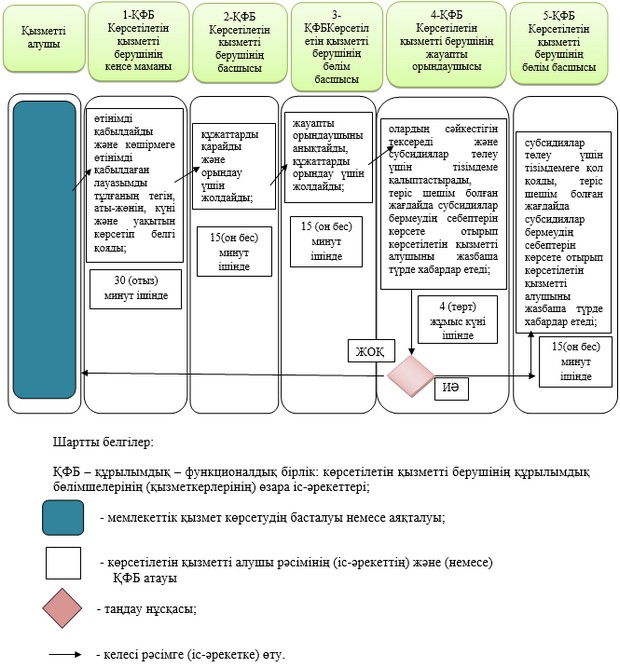 Қызметті
алушы
1-ҚФБ
Көрсетілетін
қызметті
берушінің
кеңсе маманы
2-ҚФБ
Көрсетілетін
қызметті
берушінің
басшысы
3-
ҚФБКөрсетіл
етін қызметті
берушінің
бөлім
басшысы
4-ҚФБ
Көрсетілетін
қызметті берушінің
жауапты
орындаушысы
5-ҚФБ
Көрсетілетін
қызметті
берушінің
бөлім басшысы
өтінімді
қабылдайды
және көшірмеге
өтінімді
қабылдаған
лауазымды
тұлғаның тегін,
аты-жөнін, күні
және уақытын
көрсетіп белгі
қояды;
30 (отыз)
минут ішінде
құжаттарды
қарайды
және
орындау
үшін
жолдайды;
15(он бес)
минут
ішінде
жауапты
орындаушыны
анықтайды,
құжаттарды
орындау үшін
жолдайды;
15 (он бес)
минут
ішінде
олардың сәйкестігін
тексереді және
субсидиялар төлеу
үшін тізімдеме
қалыптастырады,
теріс шешім болған
жағдайда субсидиялар
бермеудің себептерін
көрсете отырып
көрсетілетін қызметті
алушыны жазбаша
түрде хабардар етеді;
4 (төрт)
жұмыс күні
ішінде
субсидиялар
төлеу үшін
тізімдемеге қол
қояды, теріс
шешім болған
жағдайда
субсидиялар
бермеудің
себептерін
көрсете отырып
көрсетілетін
қызметті
алушыны
жазбаша түрде
хабардар етеді;
15(он бес)
минут
ішінде
ЖОҚ
ИӘ
Шартты белгілер:
ҚФБ – құрылымдық – функционалдық бірлік: көрсетілетін қызметті берушінің құрылымдық
бөлімшелерінің (қызметкерлерінің) өзара іс-әрекеттері;
- мемлекеттік қызмет көрсетудің басталуы немесе аяқталуы;
- көрсетілетін қызметті алушы рәсімінің (іс-әрекеттің) және (немесе)
ҚФБ атауы
- таңдау нұсқасы;
- келесі рәсімге (іс-әрекетке) өту.